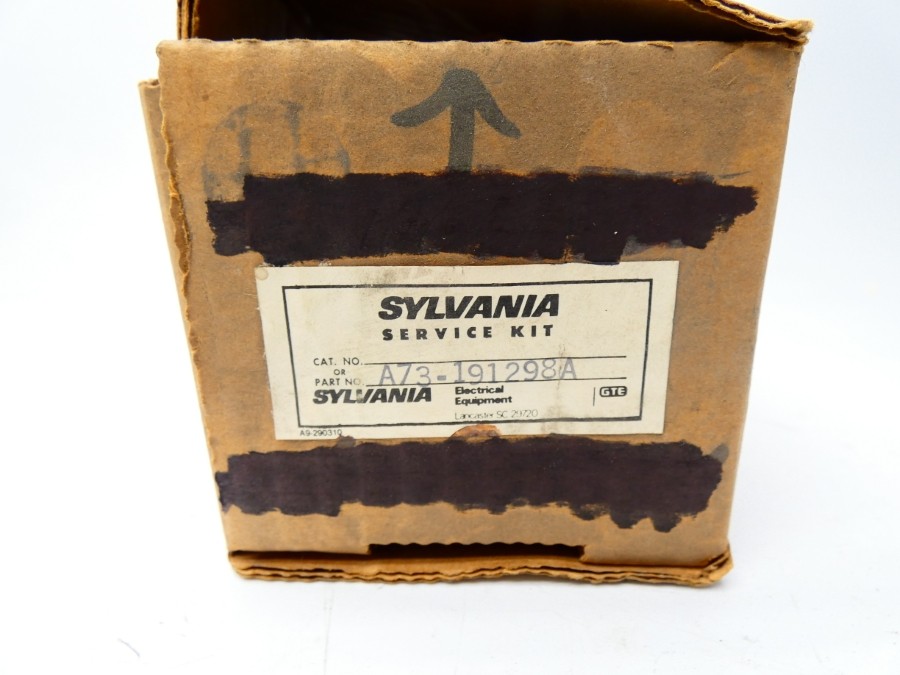 SYLVANIA
SERVICE KIT
CAT. NO.
OR
PART NO. A73-191298A
SYLVANIA Electrical Equipment GTE
Lancaster SC 29720
A9-290310